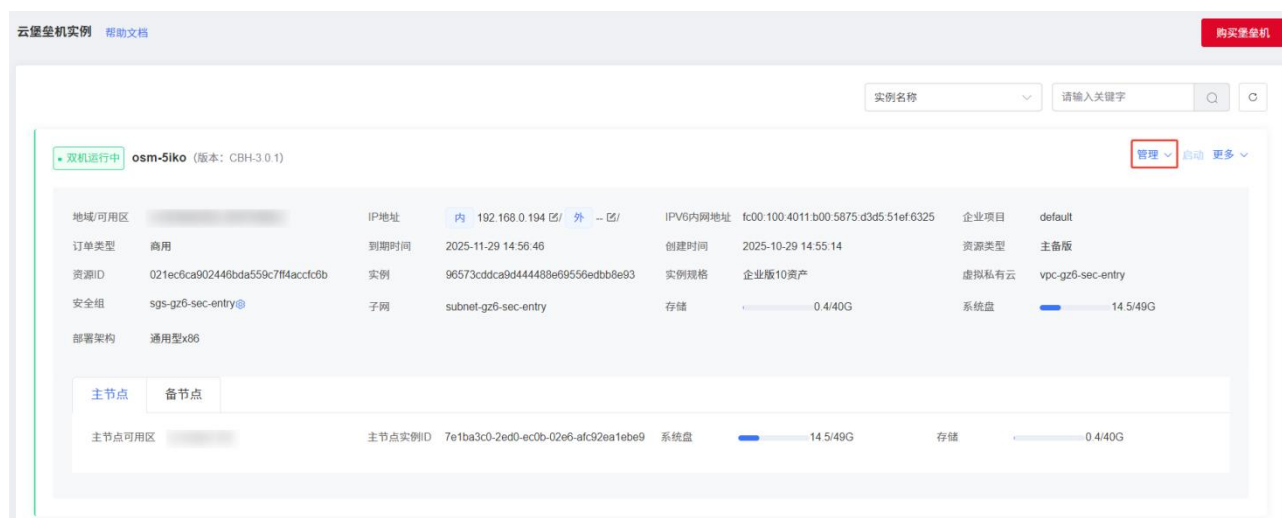 云堡垒机实例 帮助文档 购买堡垒机
实例名称 请输入关键字
双机运行中 osm-5iko (版本: CBH-3.0.1) 管理 启动 更多
地域/可用区 IP地址 内 192.168.0.194 / 外 -- / IPV6内网地址 fc00:100:4011:b00:5875:d3d5:51ef:6325 企业项目 default
订单类型 商用 到期时间 2025-11-29 14:56:46 创建时间 2025-10-29 14:55:14 资源类型 主备版
资源ID 021ec6ca902446bda559c7ff4accfc6b 实例 96573cddca9d444488e69556edbb8e93 实例规格 企业版10资产 虚拟私有云 vpc-gz6-sec-entry
安全组 sgs-gz6-sec-entry 子网 subnet-gz6-sec-entry 存储 0.4/40G 系统盘 14.5/49G
部署架构 通用型x86
主节点 备节点
主节点可用区 主节点实例ID 7e1ba3c0-2ed0-ec0b-02e6-afc92ea1ebe9 系统盘 14.5/49G 存储 0.4/40G